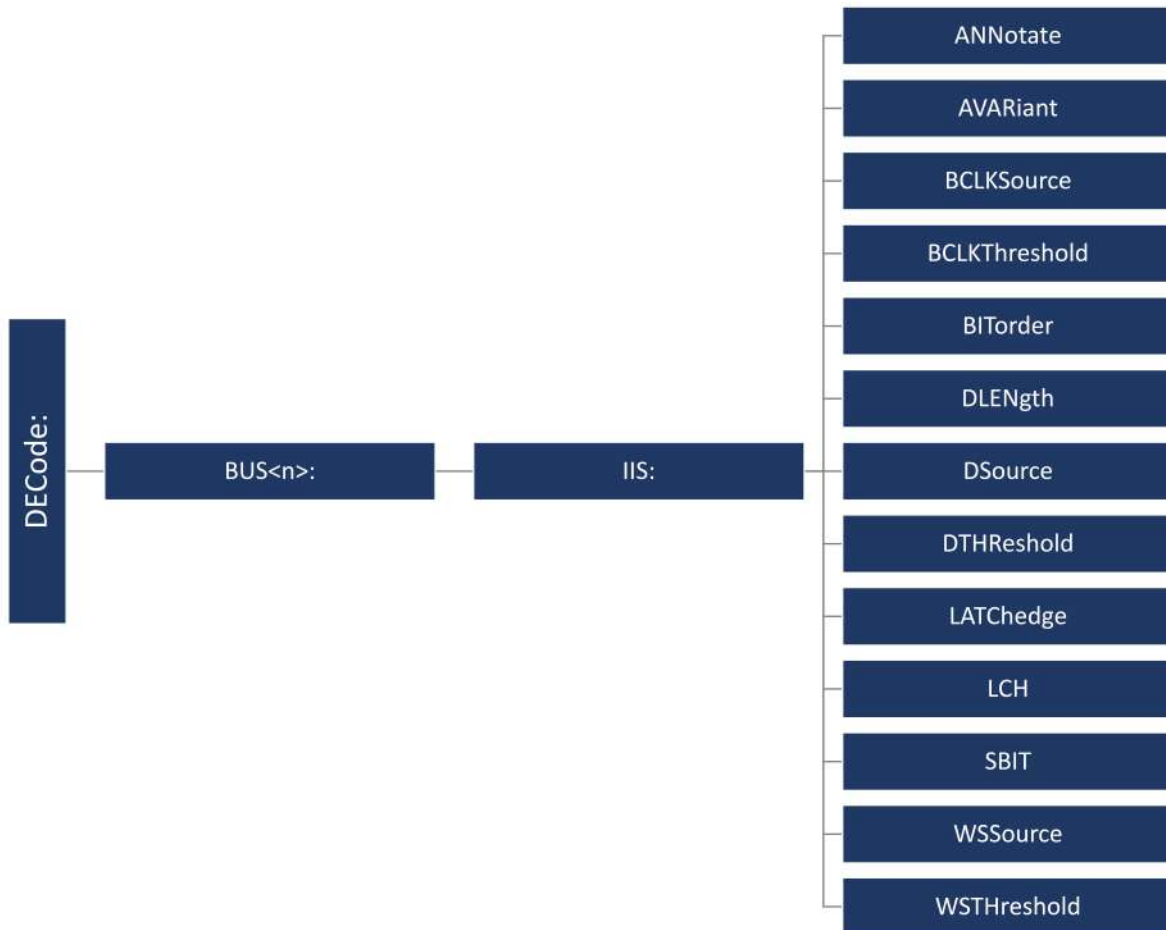 DECode:
BUS<n>:
IIS:
ANNotate
AVARiant
BCLKSource
BCLKThreshold
BITorder
DLENgth
DSource
DTHReshold
LATChedge
LCH
SBIT
WSSource
WSTHreshold